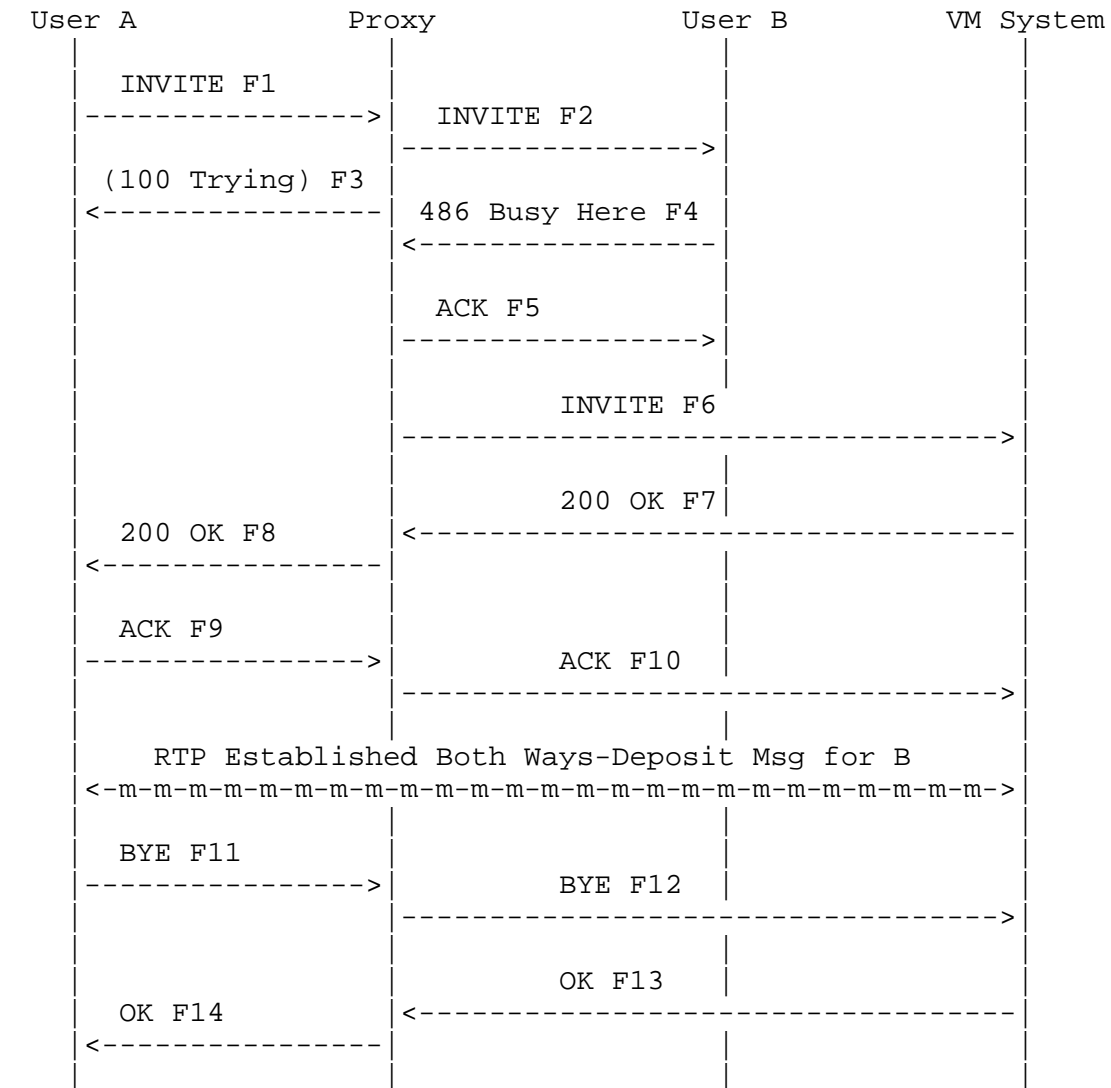 User A Proxy User B VM System
INVITE F1
INVITE F2
(100 Trying) F3
486 Busy Here F4
ACK F5
INVITE F6
200 OK F7
200 OK F8
ACK F9
ACK F10
RTP Established Both Ways-Deposit Msg for B
<-m-m-m-m-m-m-m-m-m-m-m-m-m-m-m-m-m-m-m-m-m-m-m-m-m->
BYE F11
BYE F12
OK F13
OK F14